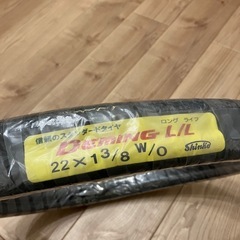 信頼のスタンダードタイヤ
ロング ライフ
Deming L/L
22×1 3/8 W/O
Shinko